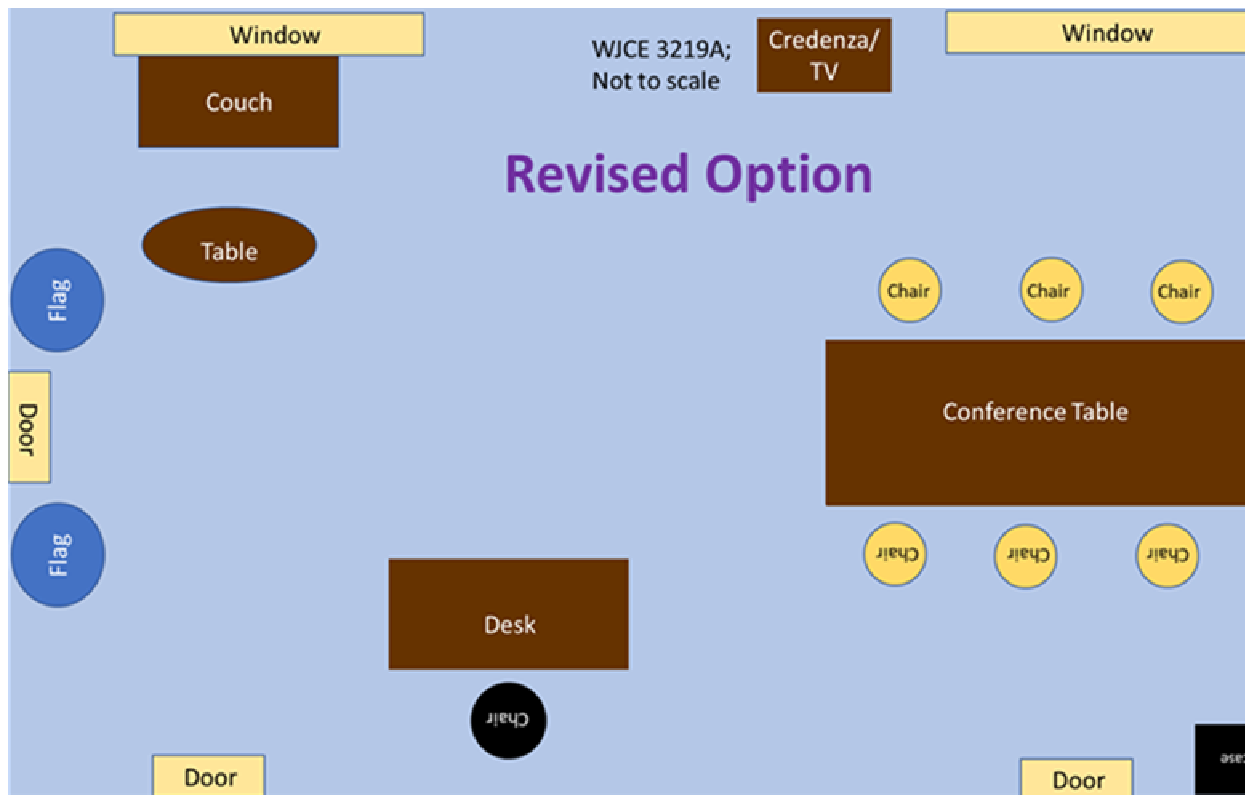 Window
WJCE 3219A;
Not to scale
Credenza/
TV
Window
Couch
Revised Option
Table
Flag
Chair
Chair
Chair
Door
Conference Table
Flag
Chair
Chair
Chair
Desk
Chair
Door
Door